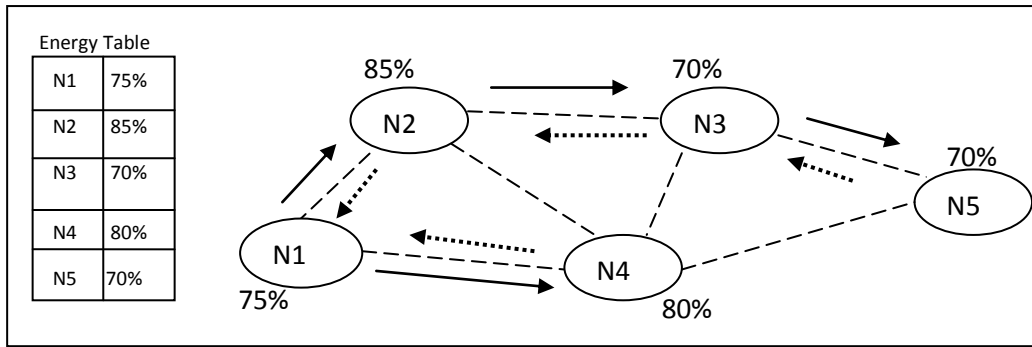 Energy Table
N1 75%
N2 85%
N3 70%
N4 80%
N5 70%
85%
70%
N2
N3
70%
N5
N1
N4
75%
80%